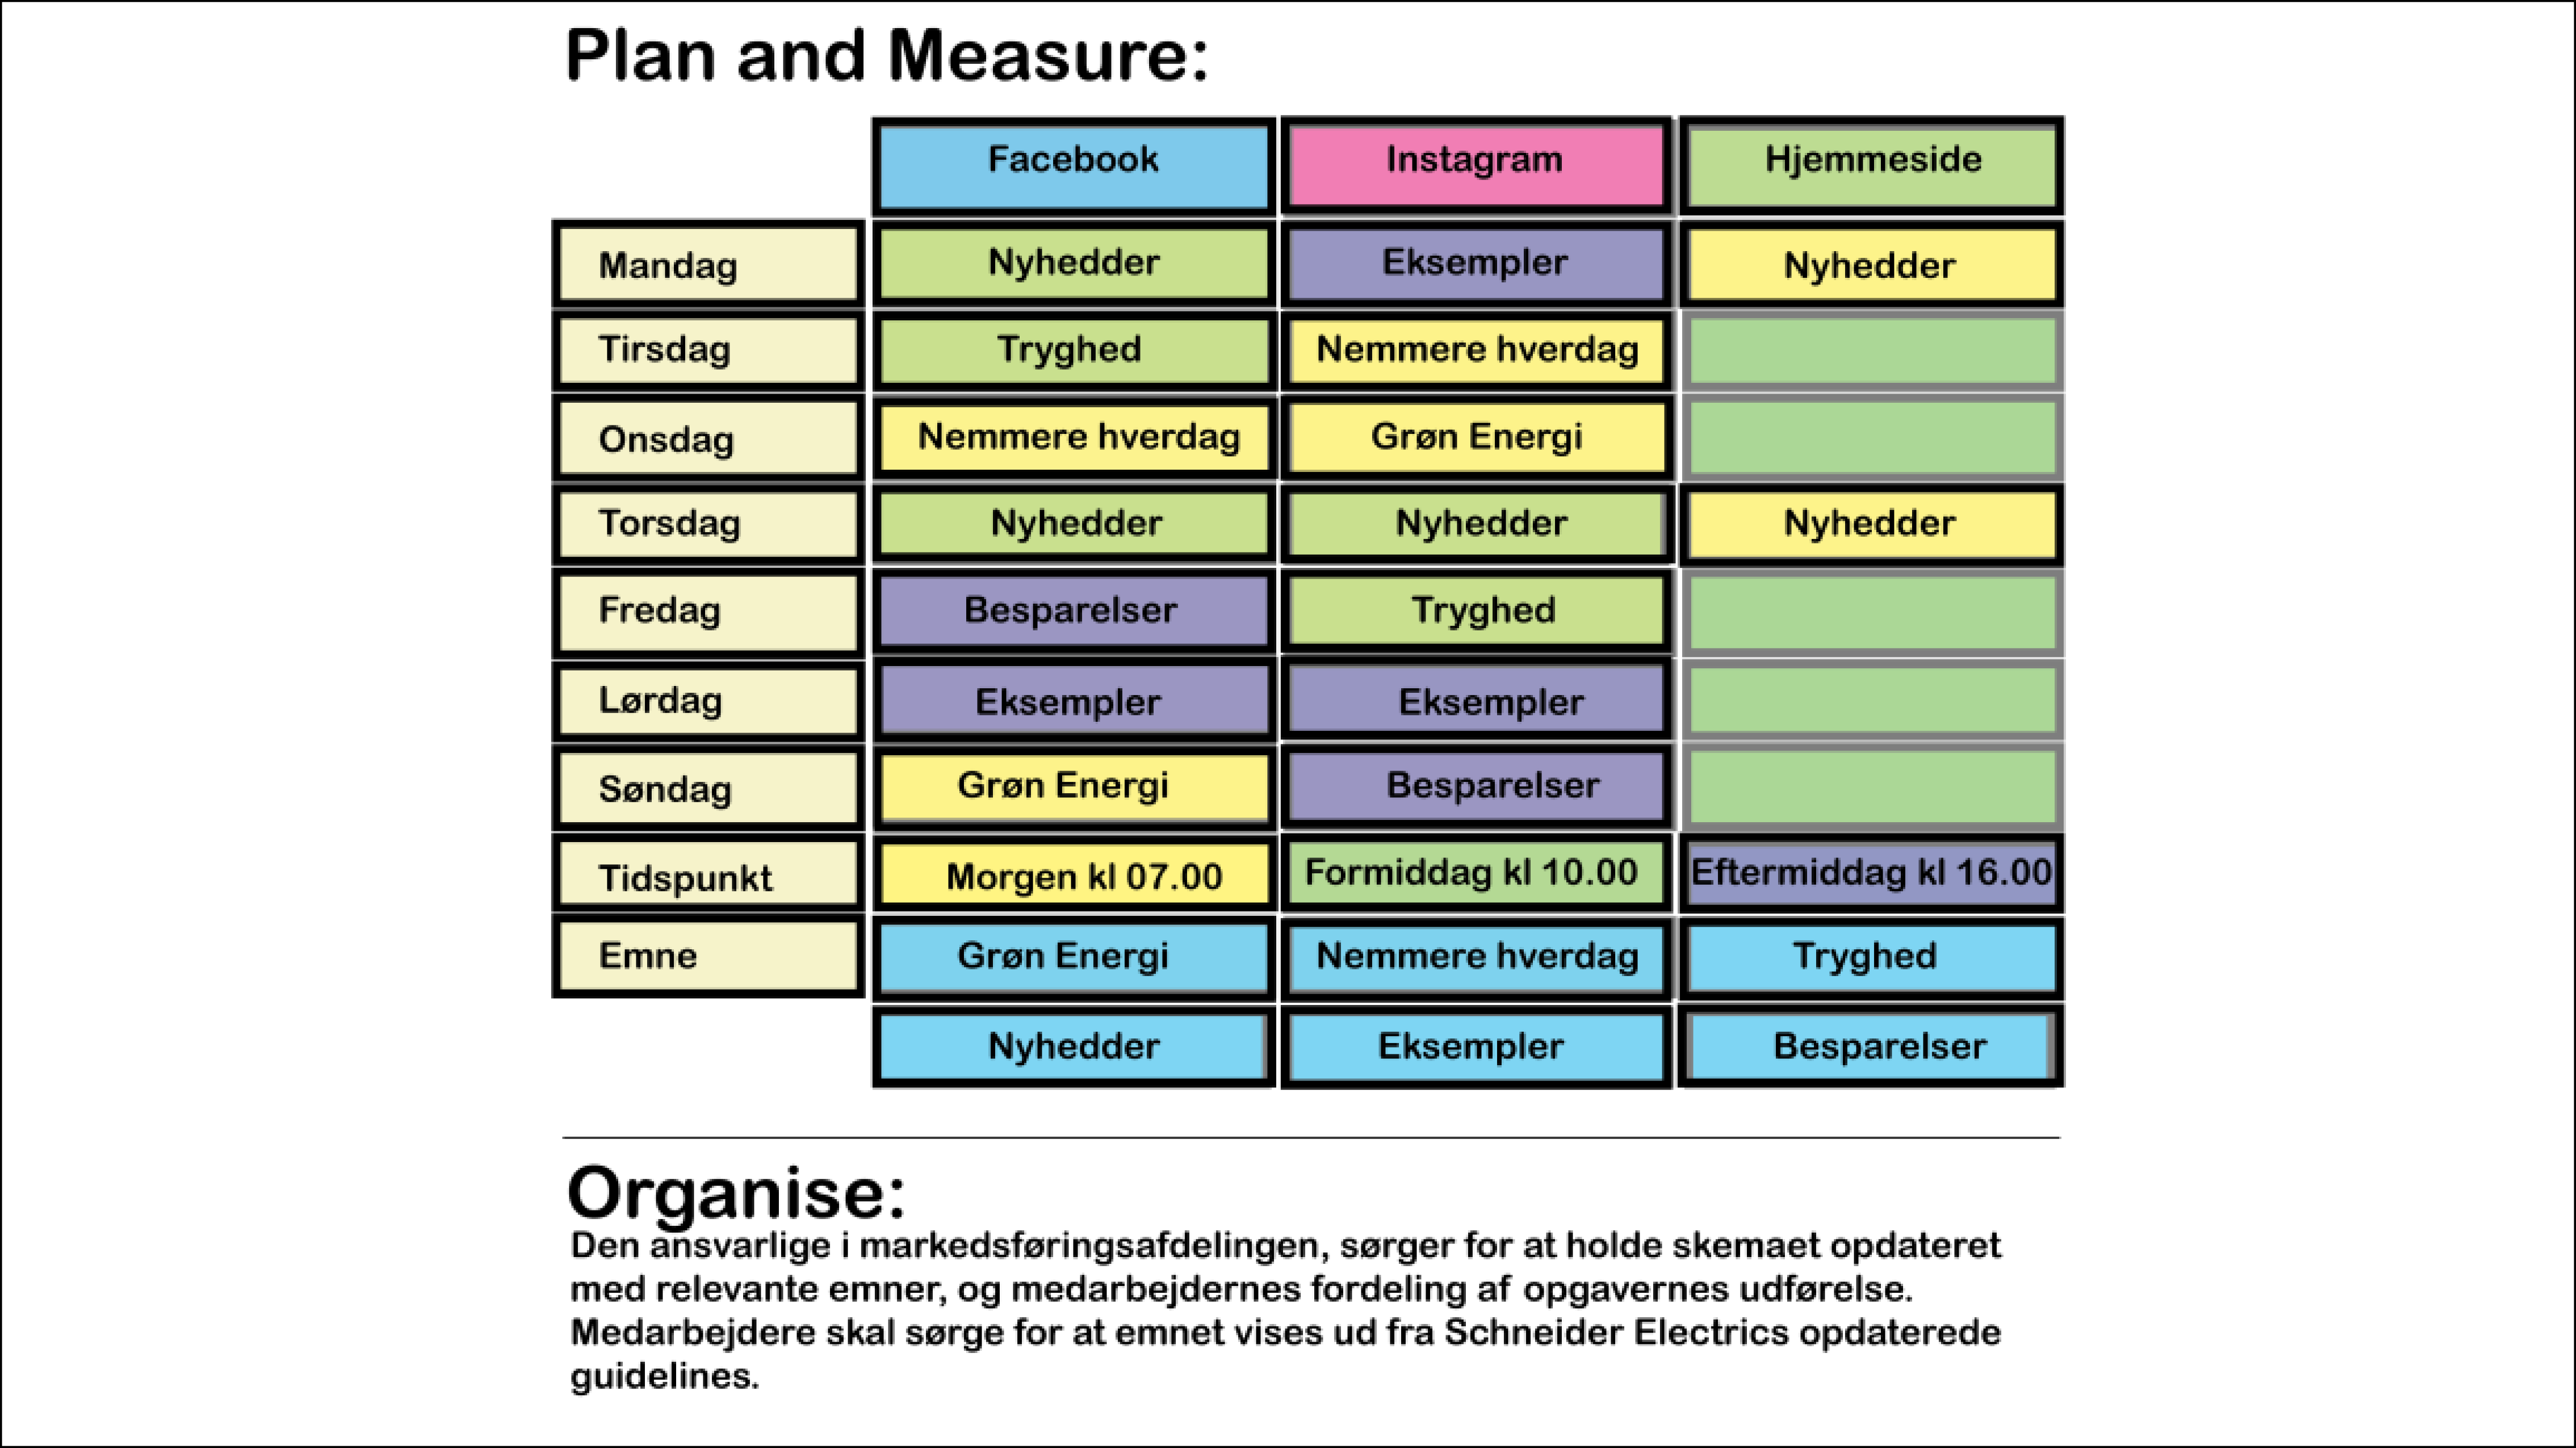 Plan and Measure:
Facebook Instagram Hjemmeside
Mandag Nyhedder Eksempler Nyhedder
Tirsdag Tryghed Nemmere hverdag
Onsdag Nemmere hverdag Grøn Energi
Torsdag Nyhedder Nyhedder Nyhedder
Fredag Besparelser Tryghed
Lørdag Eksempler Eksempler
Søndag Grøn Energi Besparelser
Tidspunkt Morgen kl 07.00 Formiddag kl 10.00 Eftermiddag kl 16.00
Emne Grøn Energi Nemmere hverdag Tryghed
Nyhedder Eksempler Besparelser
Organise:
Den ansvarlige i markedsføringsafdelingen, sørger for at holde skemaet opdateret
med relevante emner, og medarbejdernes fordeling af opgavernes udførelse.
Medarbejdere skal sørge for at emnet vises ud fra Schneider Electrics opdaterede
guidelines.